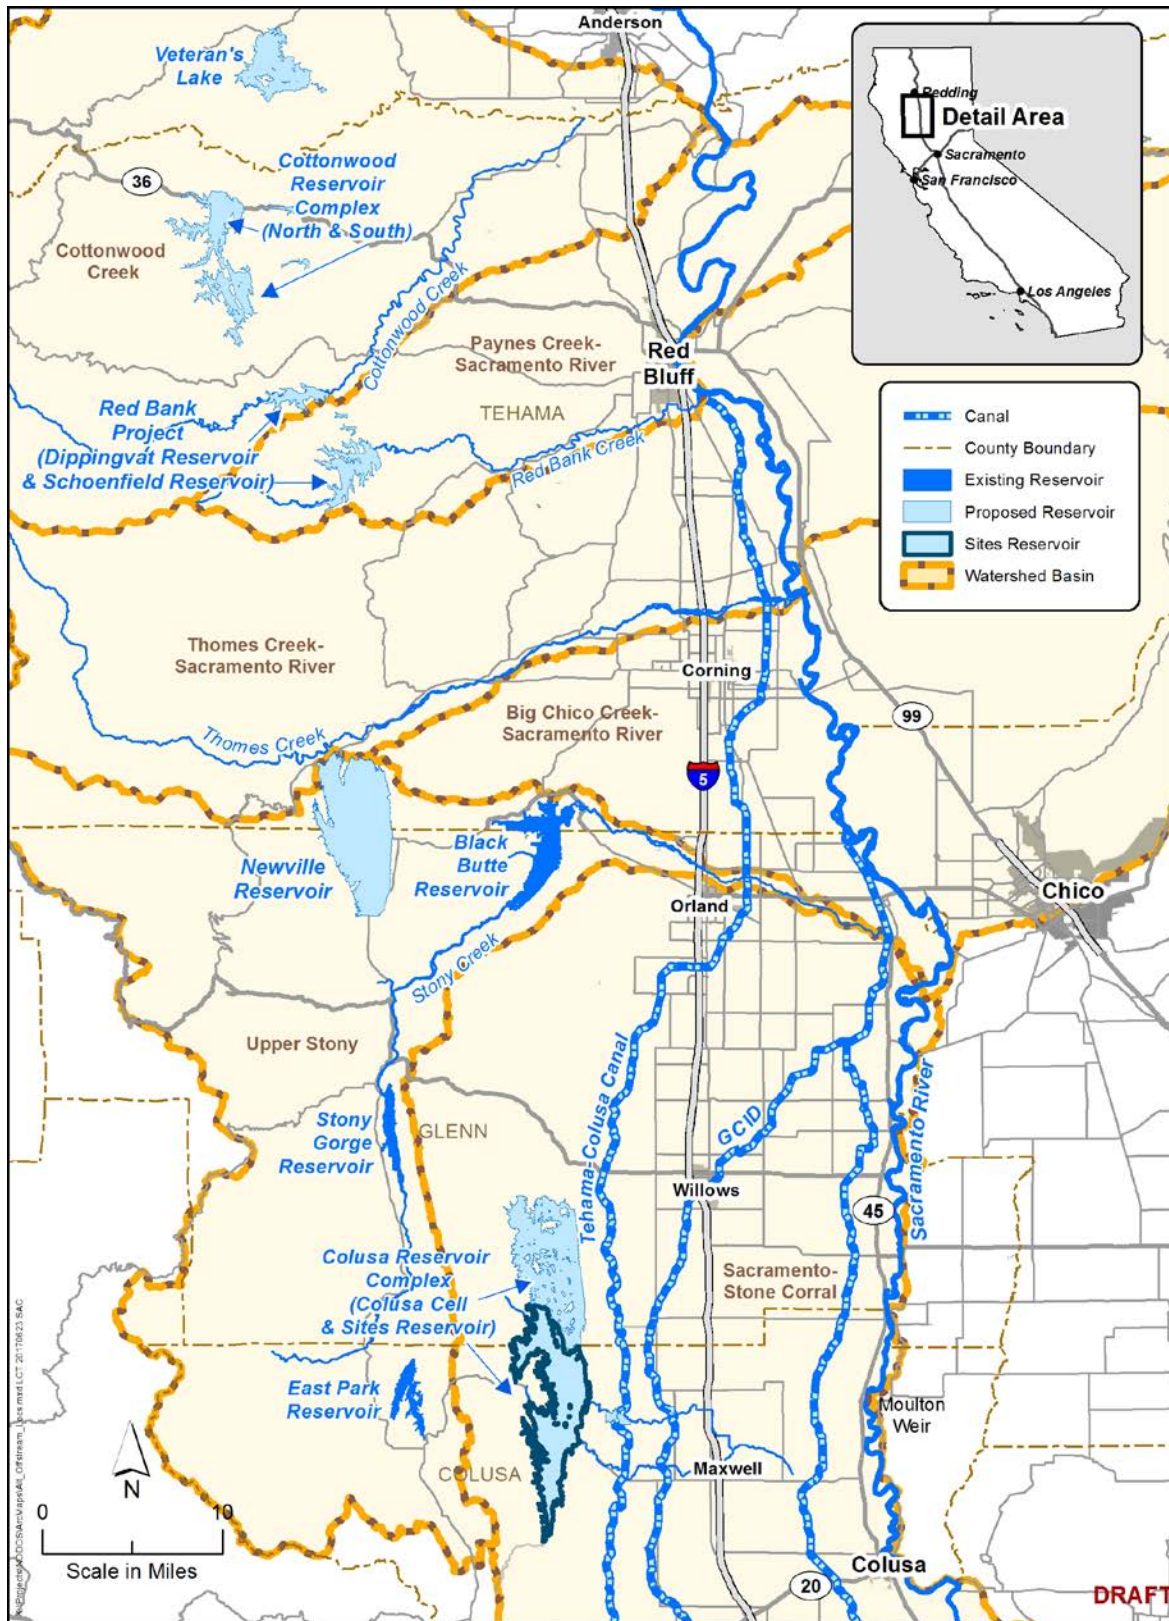 Anderson
Veteran's
Lake
Redding
Detail Area
Sacramento
San Francisco
Los Angeles
Cottonwood
Reservoir
Complex
(North & South)
36
Cottonwood
Creek
Cottonwood Creek
Paynes Creek-
Sacramento River
Red
Bluff
TEHAMA
Red Bank
Project
(Dippingvat Reservoir
& Schoenfield Reservoir)
Red Bank Creek
Canal
County Boundary
Existing Reservoir
Proposed Reservoir
Sites Reservoir
Watershed Basin
Thomes Creek-
Sacramento River
Corning
Big Chico Creek-
Sacramento River
99
Thomes Creek
5
Newville
Reservoir
Black
Butte
Reservoir
Chico
Orland
Stony Creek
Upper Stony
Tehama-Colusa Canal
GCID
Sacramento River
Stony
Gorge
Reservoir
GLENN
Willows
45
Colusa Reservoir
Complex
(Colusa Cell
& Sites Reservoir)
Sacramento-
Stone Corral
East Park
Reservoir
Moulton
Weir
COLUSA
Maxwell
N
0 10
Scale in Miles
Colusa
20
DRAFT